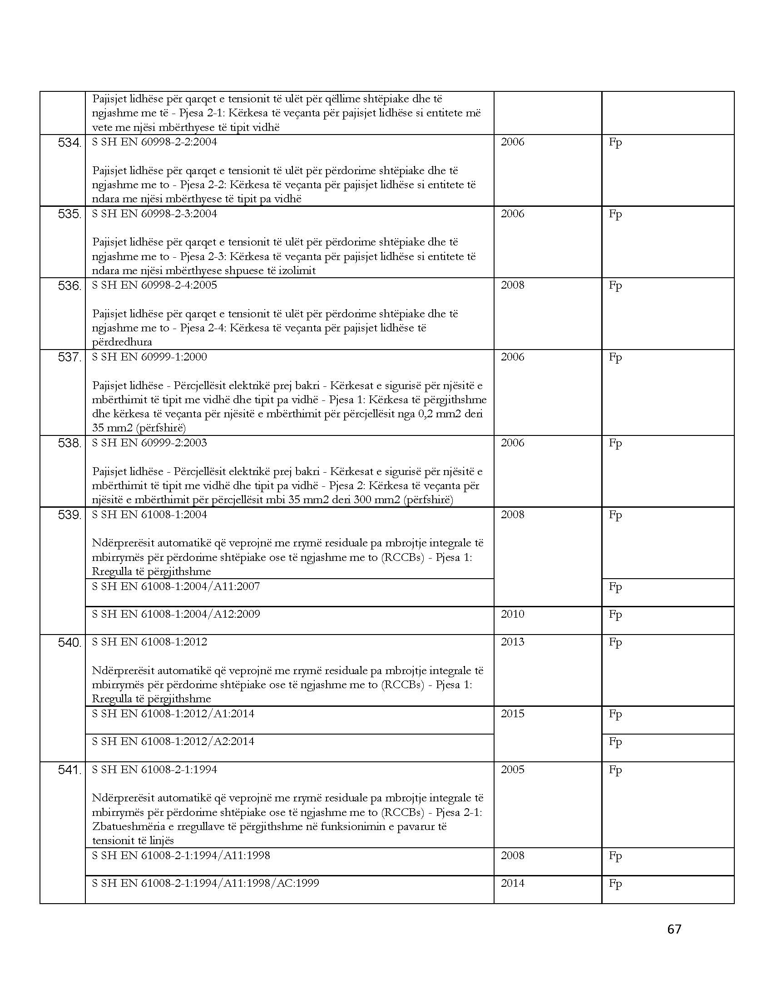 Pajisjet lidhëse për qarqet e tensionit të ulët për qëllime shtëpiake dhe të
ngjashme me të - Pjesa 2-1: Kërkesa të veçanta për pajisjet lidhëse si entitete më
vete me njësi mbërthyese të tipit vidhë
534. S SH EN 60998-2-2:2004 2006 Fp
Pajisjet lidhëse për qarqet e tensionit të ulët për përdorime shtëpiake dhe të
ngjashme me to - Pjesa 2-2: Kërkesa të veçanta për pajisjet lidhëse si entitete të
ndara me njësi mbërthyese të tipit pa vidhë
535. S SH EN 60998-2-3:2004 2006 Fp
Pajisjet lidhëse për qarqet e tensionit të ulët për përdorime shtëpiake dhe të
ngjashme me to - Pjesa 2-3: Kërkesa të veçanta për pajisjet lidhëse si entitete të
ndara me njësi mbërthyese shpuese të izolimit
536. S SH EN 60998-2-4:2005 2008 Fp
Pajisjet lidhëse për qarqet e tensionit të ulët për përdorime shtëpiake dhe të
ngjashme me to - Pjesa 2-4: Kërkesa të veçanta për pajisjet lidhëse të
përdredhura
537. S SH EN 60999-1:2000 2006 Fp
Pajisjet lidhëse - Përcjellësit elektrikë prej bakri - Kërkesat e sigurisë për njësitë e
mbërthimit të tipit me vidhë dhe tipit pa vidhë - Pjesa 1: Kërkesa të përgjithshme
dhe kërkesa të veçanta për njësitë e mbërthimit për përcjellësit nga 0,2 mm2 deri
35 mm2 (përfshirë)
538. S SH EN 60999-2:2003 2006 Fp
Pajisjet lidhëse - Përcjellësit elektrikë prej bakri - Kërkesat e sigurisë për njësitë e
mbërthimit të tipit me vidhë dhe tipit pa vidhë - Pjesa 2: Kërkesa të veçanta për
njësitë e mbërthimit për përcjellësit mbi 35 mm2 deri 300 mm2 (përfshirë)
539. S SH EN 61008-1:2004 2008 Fp
Ndërprerësit automatikë që veprojnë me rrymë residuale pa mbrojtje integrale të
mbirrymës për përdorime shtëpiake ose të ngjashme me to (RCCBs) - Pjesa 1:
Rregulla të përgjithshme
S SH EN 61008-1:2004/A11:2007 Fp
S SH EN 61008-1:2004/A12:2009 2010 Fp
540. S SH EN 61008-1:2012 2013 Fp
Ndërprerësit automatikë që veprojnë me rrymë residuale pa mbrojtje integrale të
mbirrymës për përdorime shtëpiake ose të ngjashme me to (RCCBs) - Pjesa 1:
Rregulla të përgjithshme
S SH EN 61008-1:2012/A1:2014 2015 Fp
S SH EN 61008-1:2012/A2:2014 Fp
541. S SH EN 61008-2-1:1994 2005 Fp
Ndërprerësit automatikë që veprojnë me rrymë residuale pa mbrojtje integrale të
mbirrymës për përdorime shtëpiake ose të ngjashme me to (RCCBs) - Pjesa 2-1:
Zbatueshmëria e rregullave të përgjithshme në funksionimin e pavarur të
tensionit të linjës
S SH EN 61008-2-1:1994/A11:1998 2008 Fp
S SH EN 61008-2-1:1994/A11:1998/AC:1999 2014 Fp
67